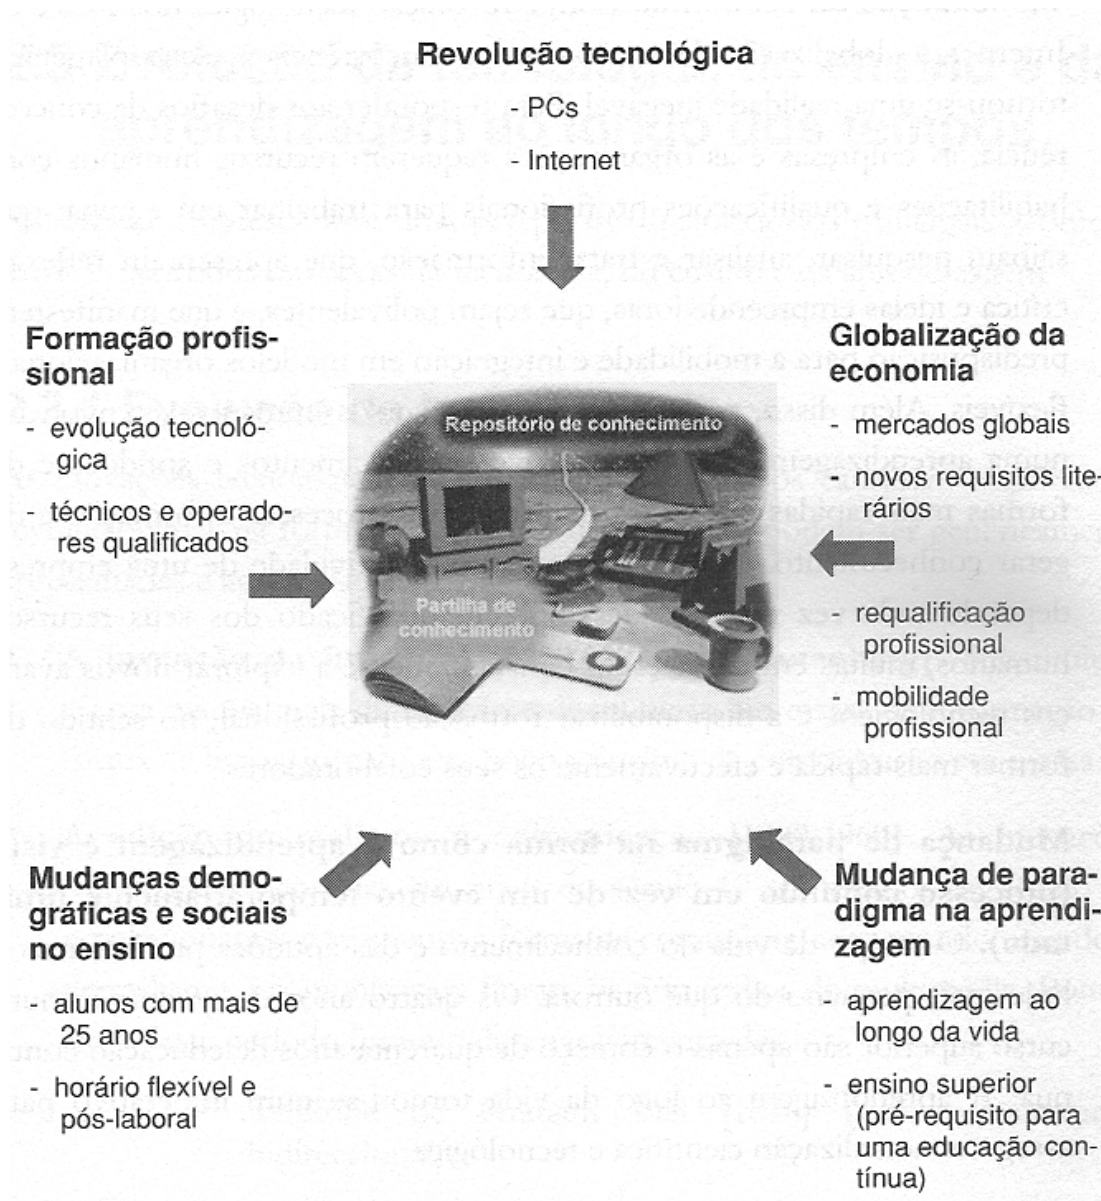 Revolução tecnológica
- PCs
- Internet
Formação profis-
sional
- evolução tecnoló-
gica
- técnicos e operado-
res qualificados
Globalização da
economia
- mercados globais
- novos requisitos lite-
rários
- requalificação
profissional
- mobilidade
profissional
Repositório de conhecimento
Partilha de
conhecimento
Mudanças demo-
gráficas e sociais
no ensino
- alunos com mais de
25 anos
- horário flexível e
pós-laboral
Mudança de para-
digma na aprendi-
zagem
- aprendizagem ao
longo da vida
- ensino superior
(pré-requisito para
uma educação con-
tínua)